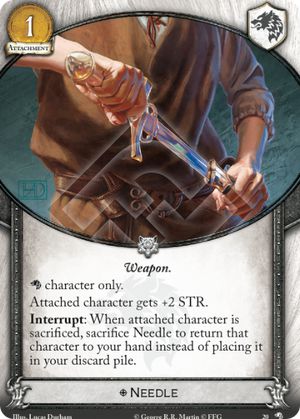 1
ATTACHMENT
HD
Weapon.
character only.
Attached character gets +2 STR.
Interrupt: When attached character is
sacrificed, sacrifice Needle to return that
character to your hand instead of placing it
in your discard pile.
NEEDLE
Illus. Lucas Durham
© George R.R. Martin © FFG
20